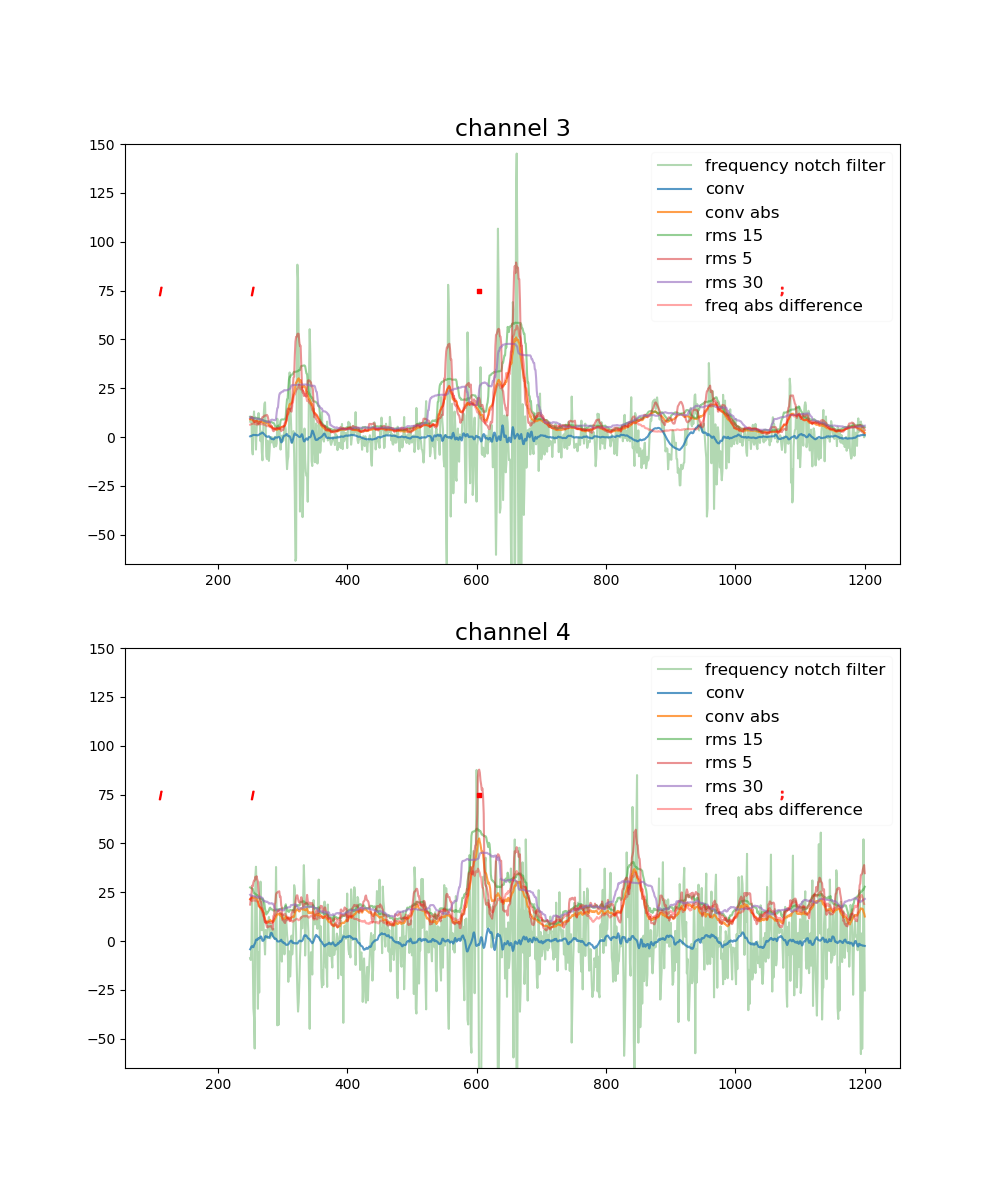 channel 3
150
frequency notch filter
125
conv
conv abs
100
rms 15
rms 5
75
rms 30
I
I
.
;
freq abs difference
50
25
0
−25
−50
200 400 600 800 1000 1200
channel 4
150
frequency notch filter
125
conv
conv abs
100
rms 15
rms 5
75
rms 30
I
I
.
;
freq abs difference
50
25
0
−25
−50
200 400 600 800 1000 1200